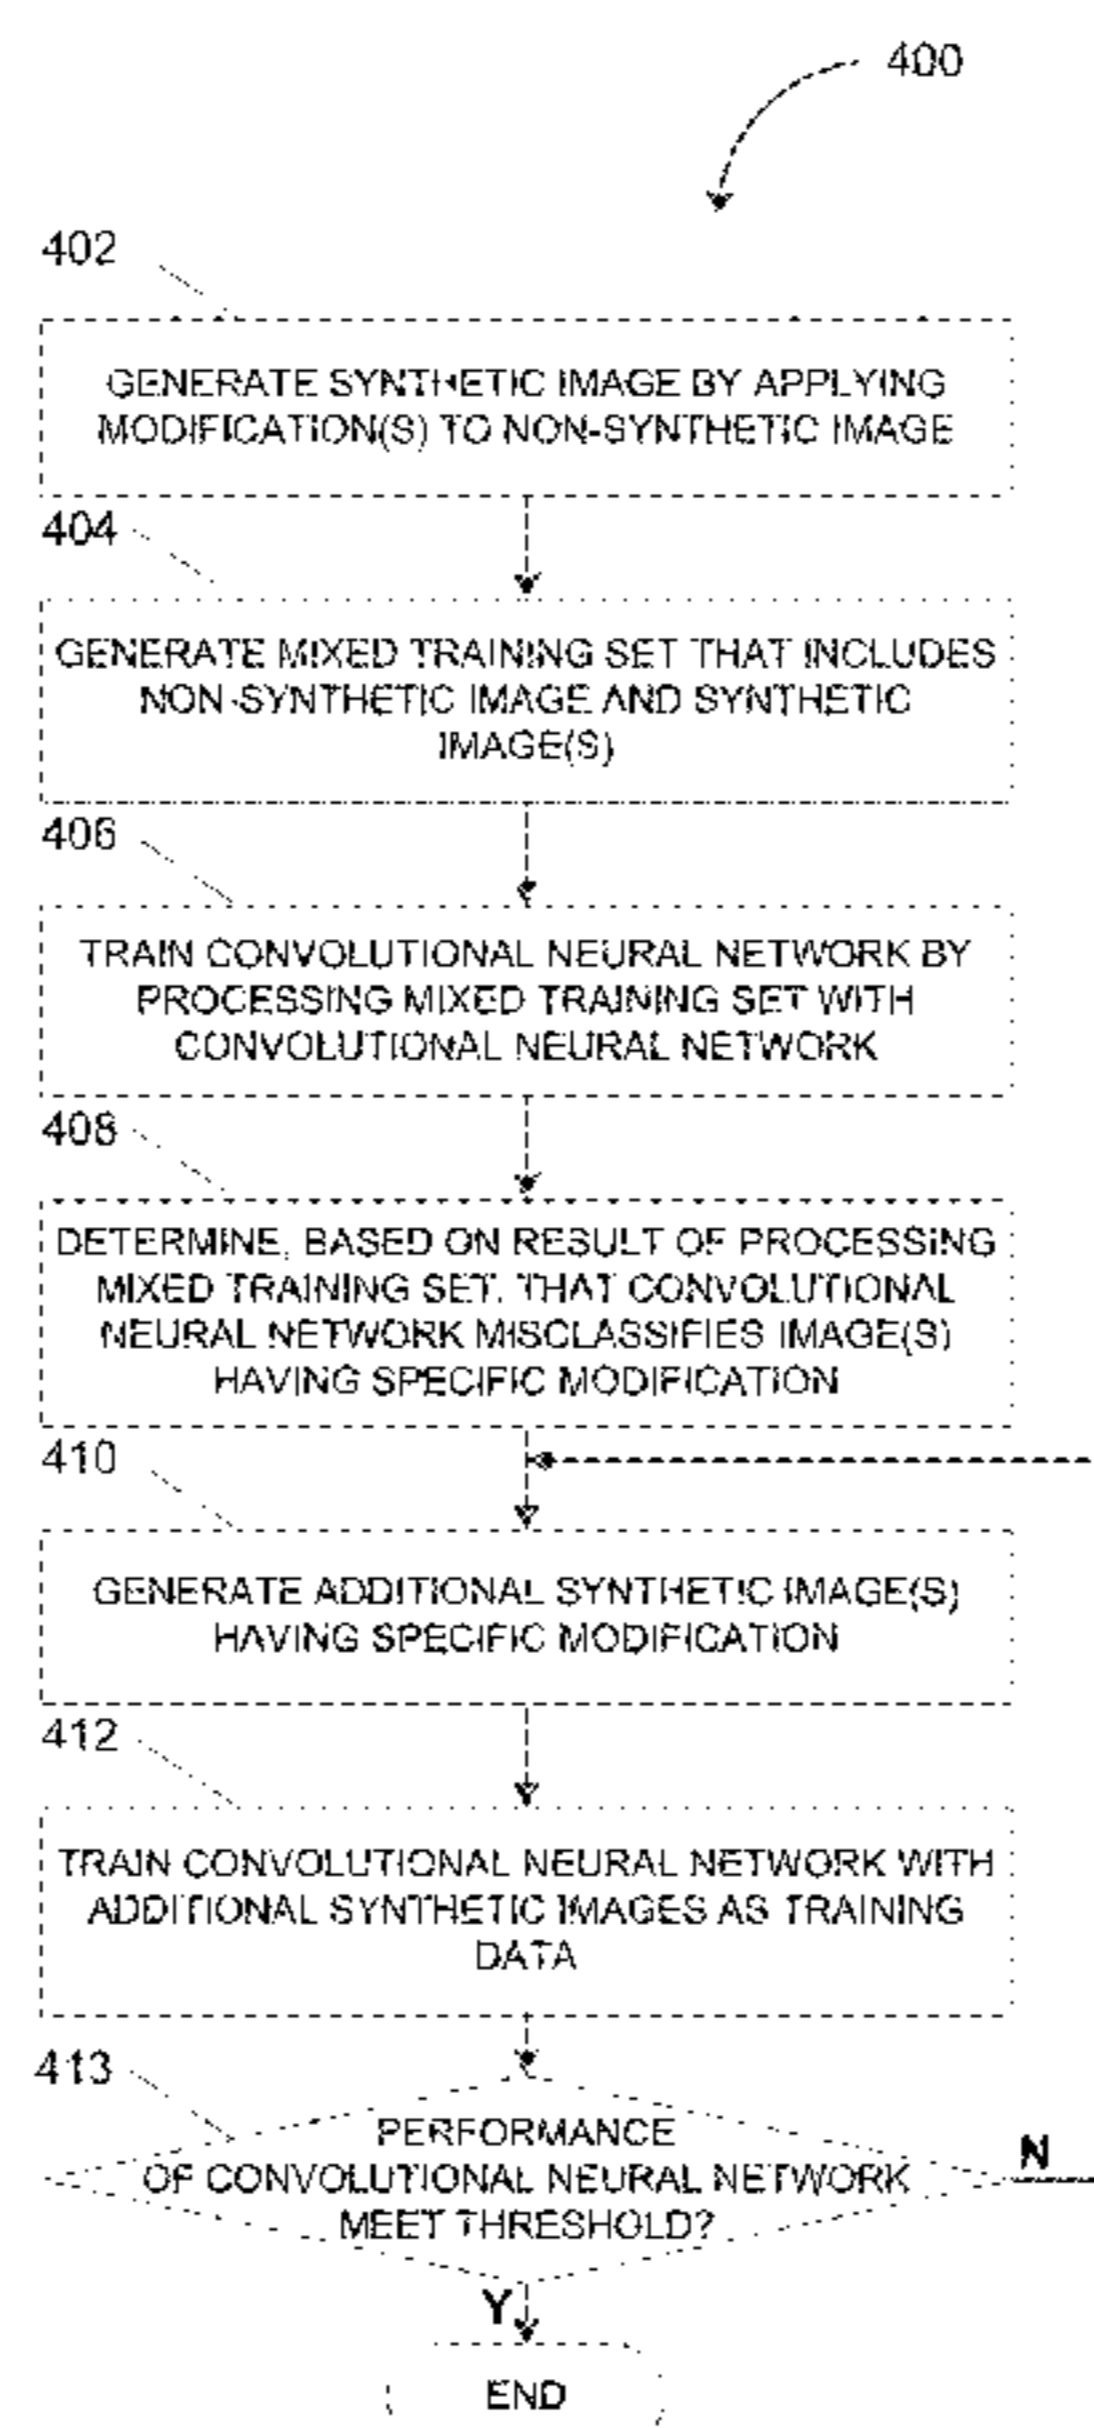 400
402
GENERATE SYNTHETIC IMAGE BY APPLYING
MODIFICATION(S) TO NON-SYNTHETIC IMAGE
404
GENERATE MIXED TRAINING SET THAT INCLUDES
NON-SYNTHETIC IMAGE AND SYNTHETIC
IMAGE(S)
406
TRAIN CONVOLUTIONAL NEURAL NETWORK BY
PROCESSING MIXED TRAINING SET WITH
CONVOLUTIONAL NEURAL NETWORK
408
DETERMINE, BASED ON RESULT OF PROCESSING
MIXED TRAINING SET, THAT CONVOLUTIONAL
NEURAL NETWORK MISCLASSIFIES IMAGE(S)
HAVING SPECIFIC MODIFICATION
410
GENERATE ADDITIONAL SYNTHETIC IMAGE(S)
HAVING SPECIFIC MODIFICATION
412
TRAIN CONVOLUTIONAL NEURAL NETWORK WITH
ADDITIONAL SYNTHETIC IMAGES AS TRAINING
DATA
413
PERFORMANCE
OF CONVOLUTIONAL NEURAL NETWORK
MEET THRESHOLD?
N
Y
END